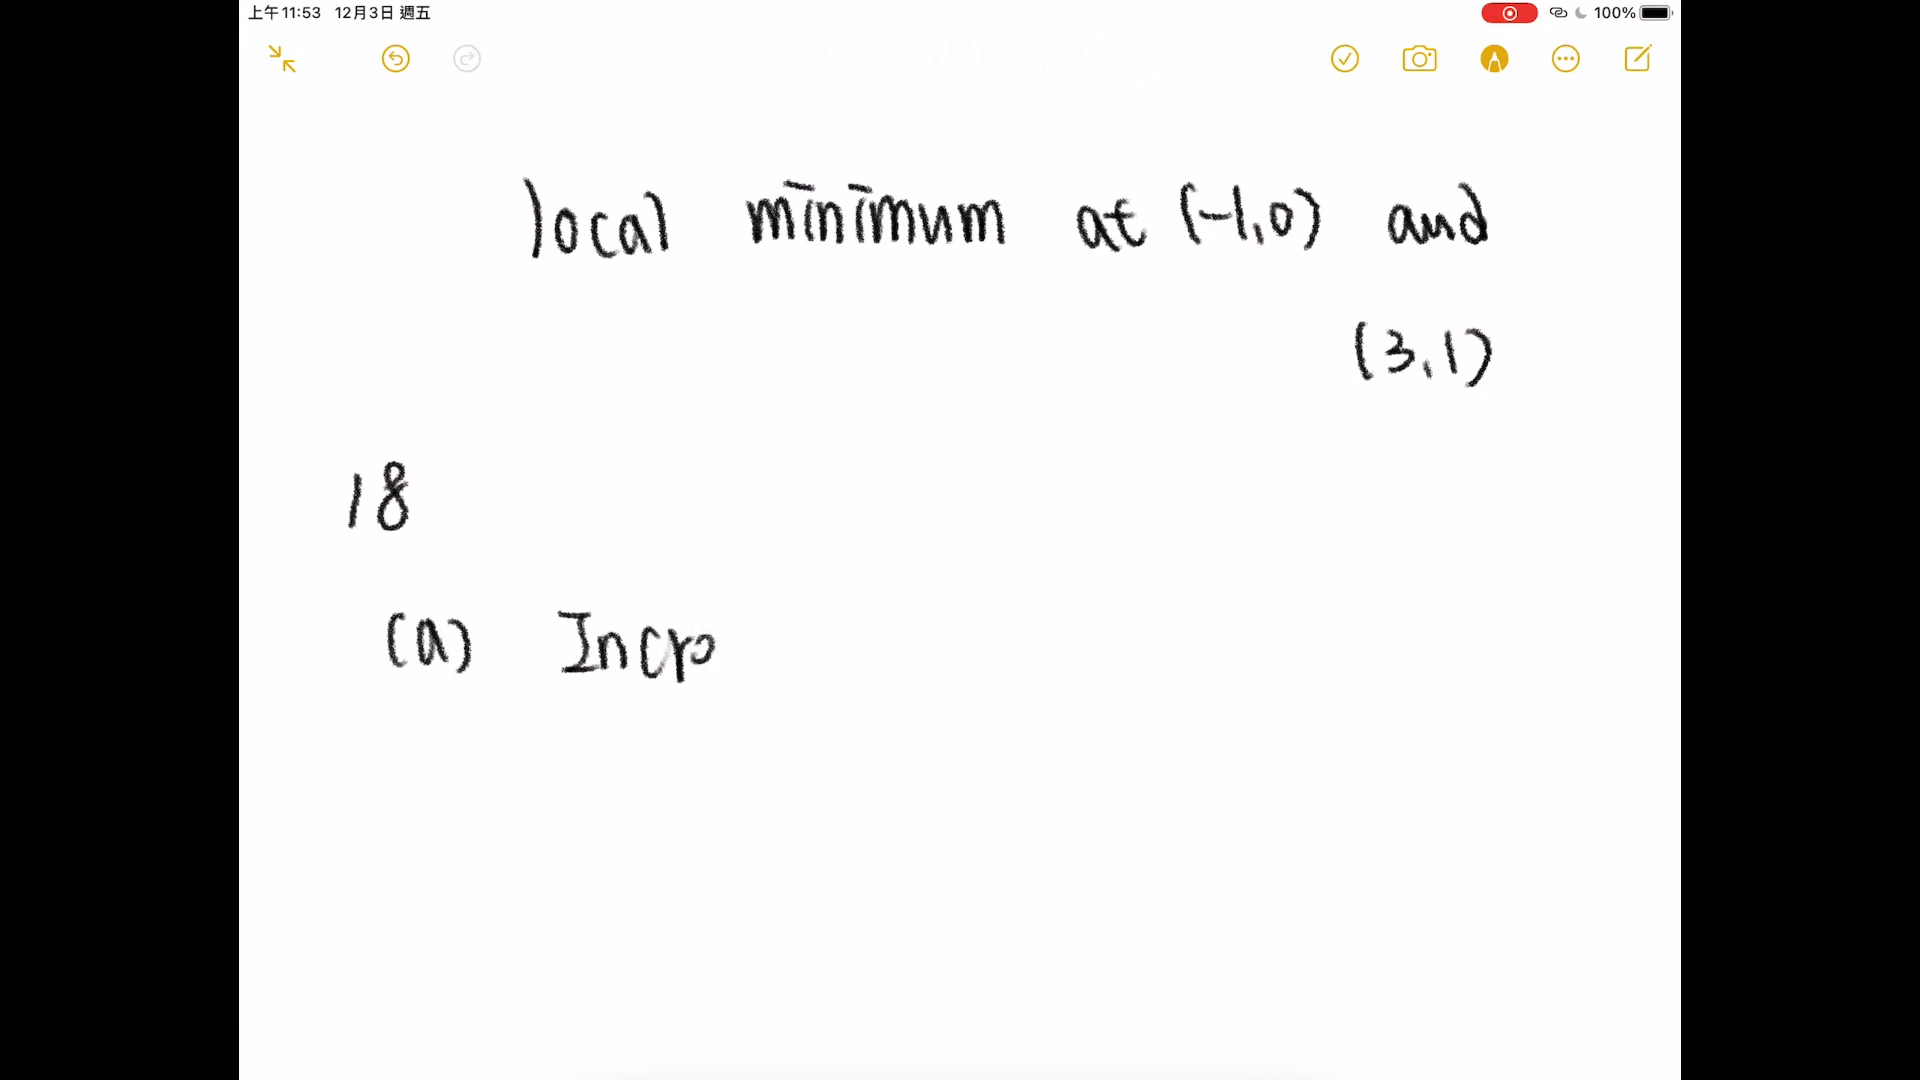 上午11:53 12月3日 週五 100%
local minimum at (-1,0) and
(3,1)
18
(a) Incro